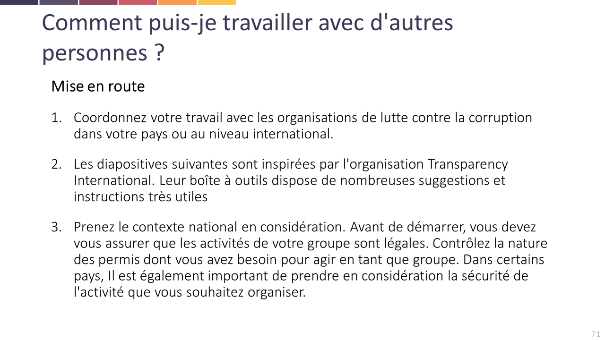 Comment puis-je travailler avec d'autres
personnes ?
Mise en route
1. Coordonnez votre travail avec les organisations de lutte contre la corruption
dans votre pays ou au niveau international.
2. Les diapositives suivantes sont inspirées par l'organisation Transparency
International. Leur boîte à outils dispose de nombreuses suggestions et
instructions très utiles
3. Prenez le contexte national en considération. Avant de démarrer, vous devez
vous assurer que les activités de votre groupe sont légales. Contrôlez la nature
des permis dont vous avez besoin pour agir en tant que groupe. Dans certains
pays, Il est également important de prendre en considération la sécurité de
l'activité que vous souhaitez organiser.
71